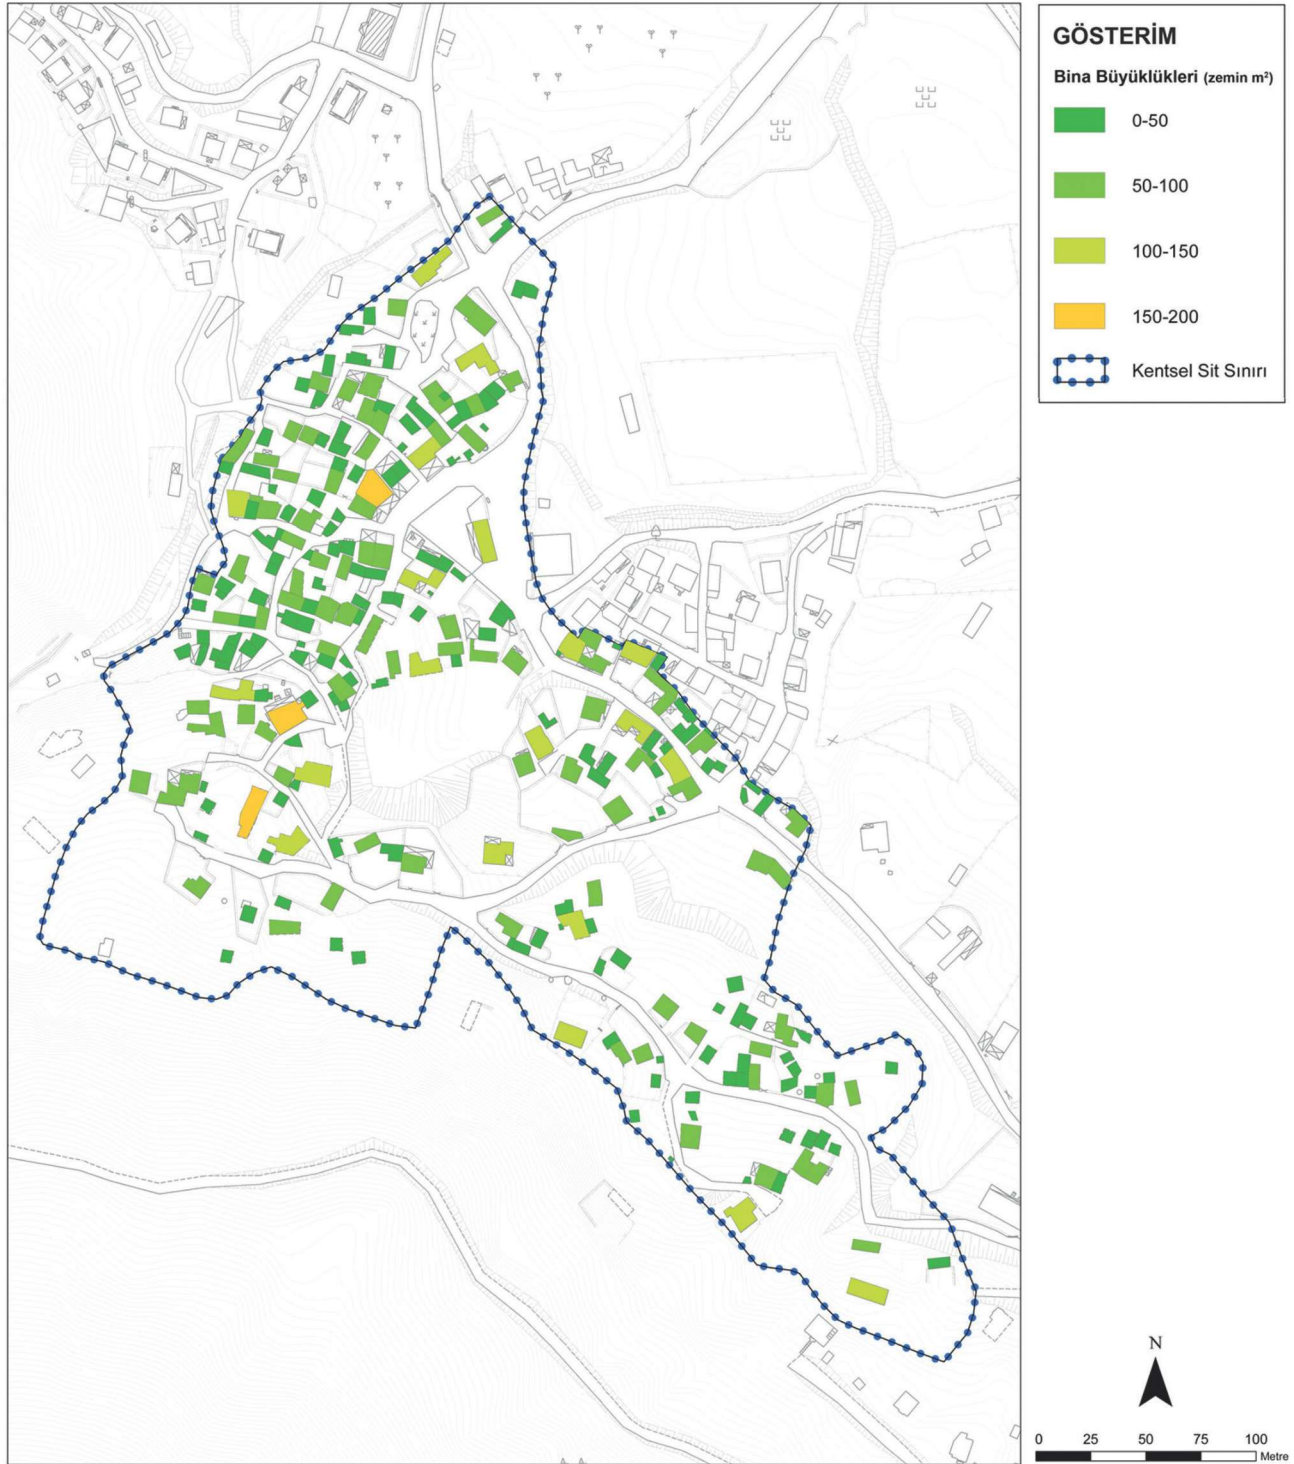 GÖSTERİM
Bina Büyüklükleri (zemin m²)
0-50
50-100
100-150
150-200
Kentsel Sit Sınırı
N
0 25 50 75 100
Metre